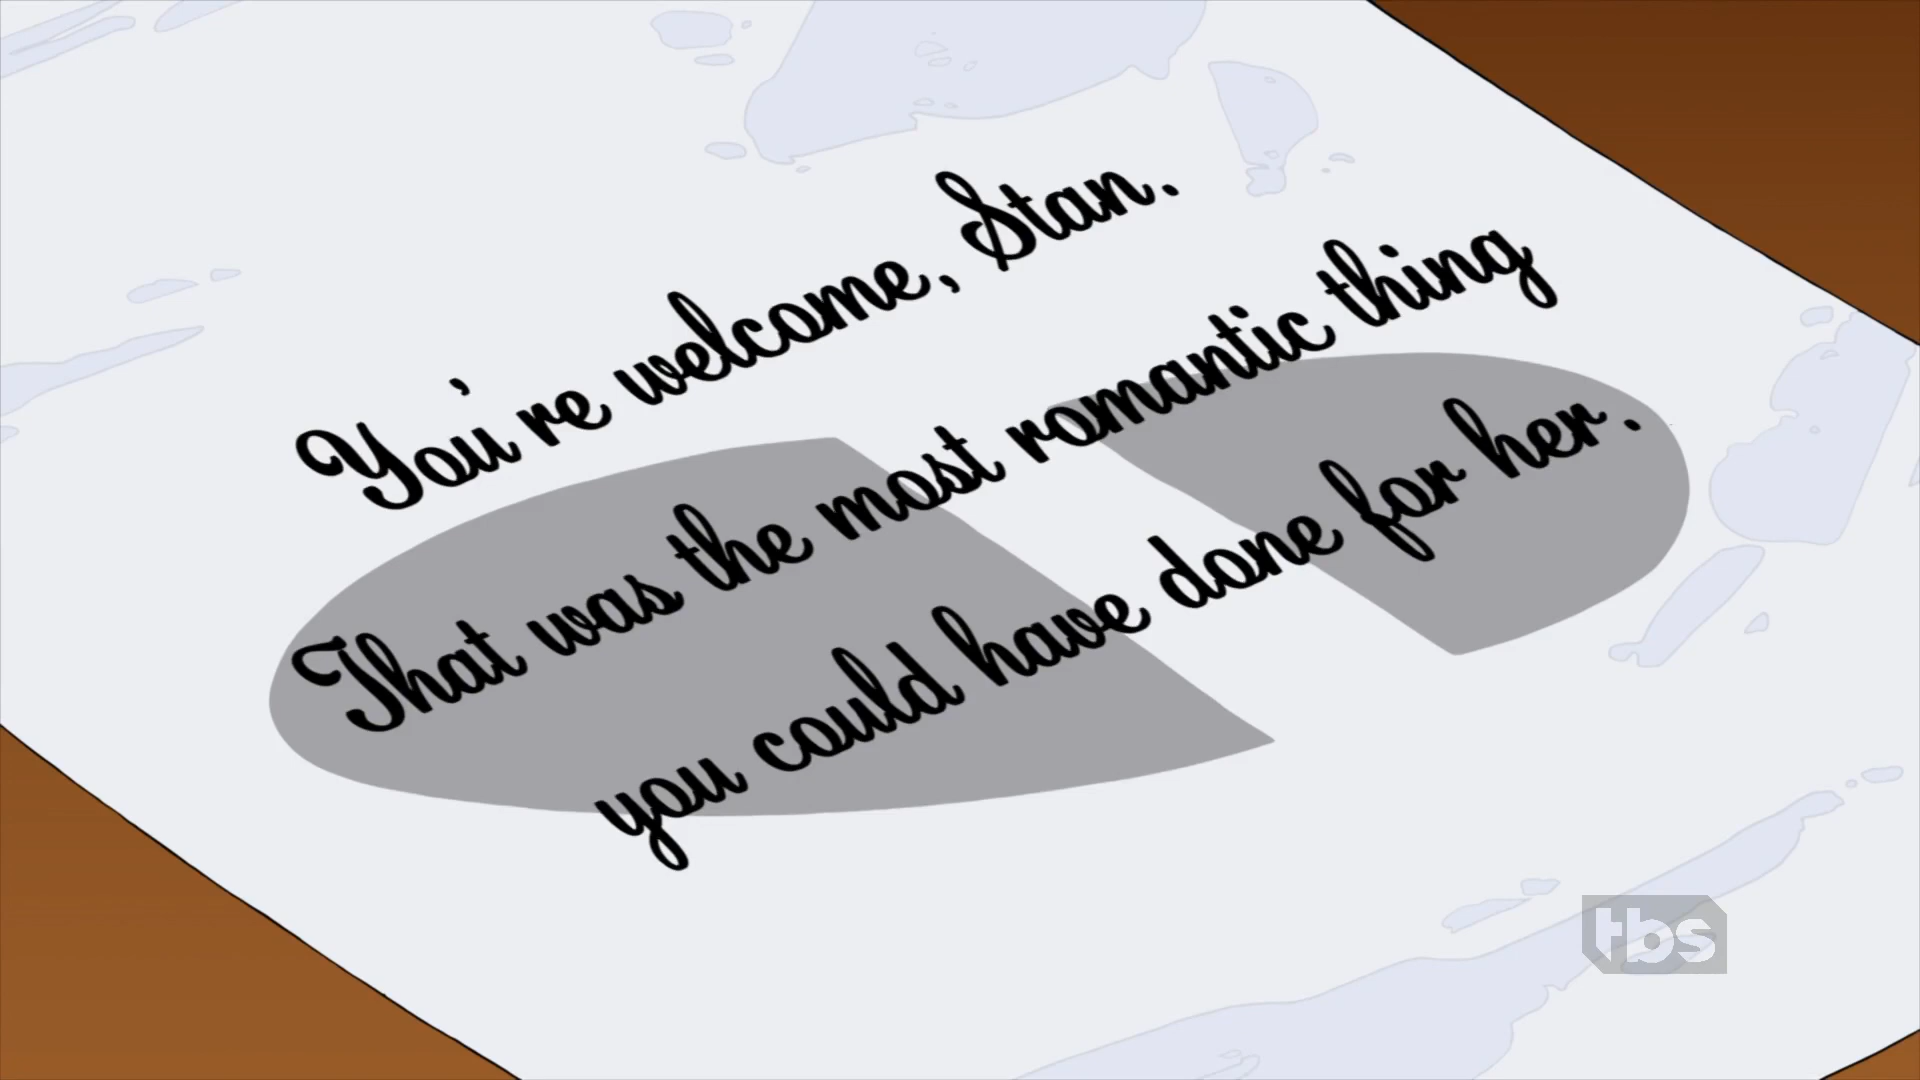 You're welcome, Stan.
That was the most romantic thing
you could have done for her.
tbs